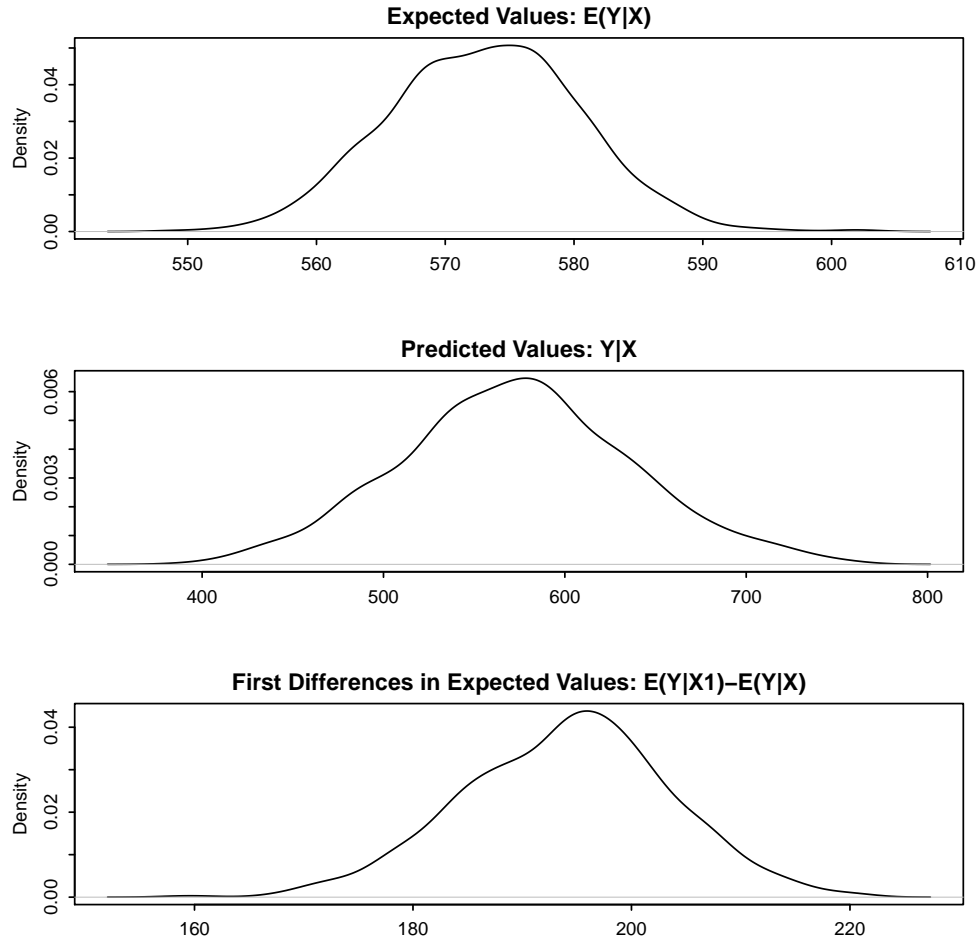 Expected Values: E(Y|X)
Density
0.00
0.02
0.04
550 560 570 580 590 600 610
Predicted Values: Y|X
Density
0.000
0.003
0.006
400 500 600 700 800
First Differences in Expected Values: E(Y|X1)−E(Y|X)
Density
0.00
0.02
0.04
160 180 200 220